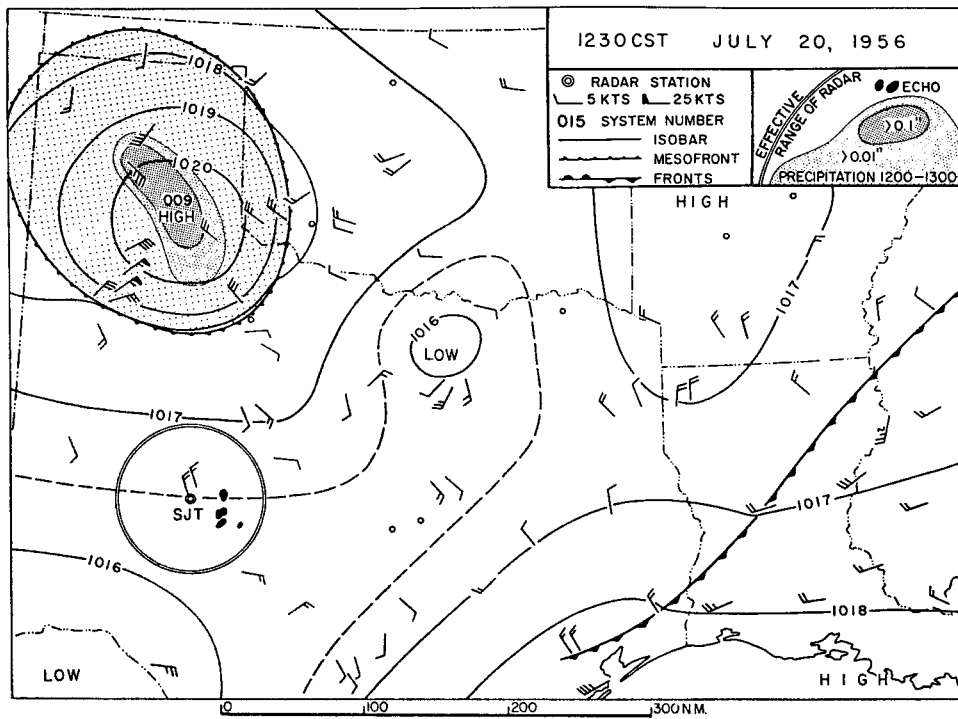 1230CST JULY 20, 1956
RADAR STATION
5 KTS 25 KTS
015 SYSTEM NUMBER
ISOBAR
MESOFRONT
FRONTS
EFFECTIVE
RANGE OF RADAR
ECHO
>0.1"
>0.01"
PRECIPITATION 1200-1300
1018
1019
1020
009
HIGH
HIGH
1017
1016
LOW
1017
SJT
1017
1016
1018
LOW
HIGH
0 100 200 300 N.M.